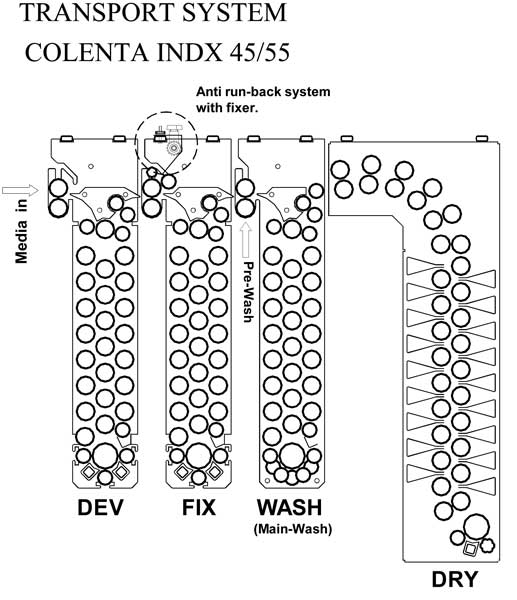 TRANSPORT SYSTEM
COLENTA INDX 45/55
Anti run-back system
with fixer.
Media in
Pre-Wash
DEV
FIX
WASH
(Main-Wash)
DRY